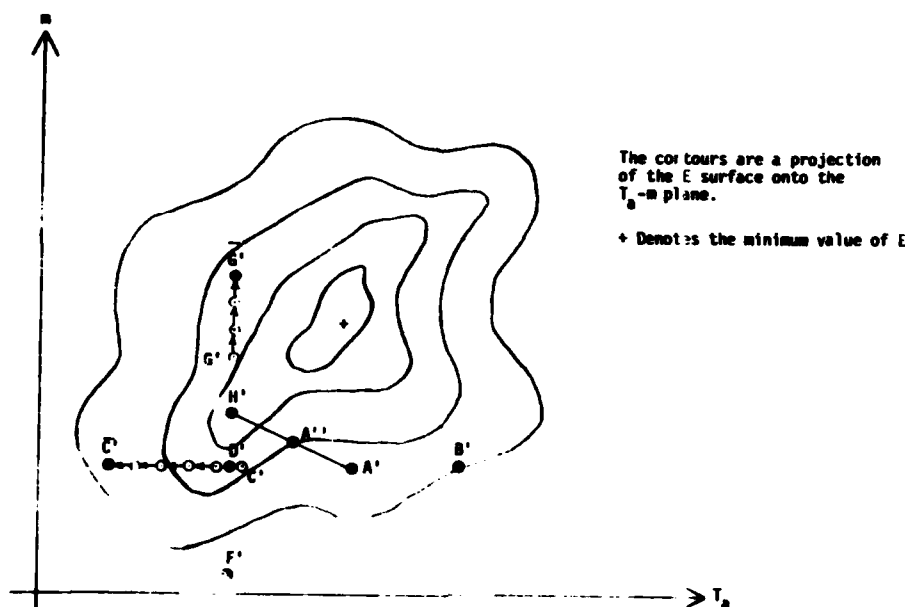 m
The contours are a projection
of the E surface onto the
Tₐ-m plane.
+ Denotes the minimum value of E
G̅'
G'
H'
A''
C̅'
D'
C'
A'
B'
F'
Tₐ